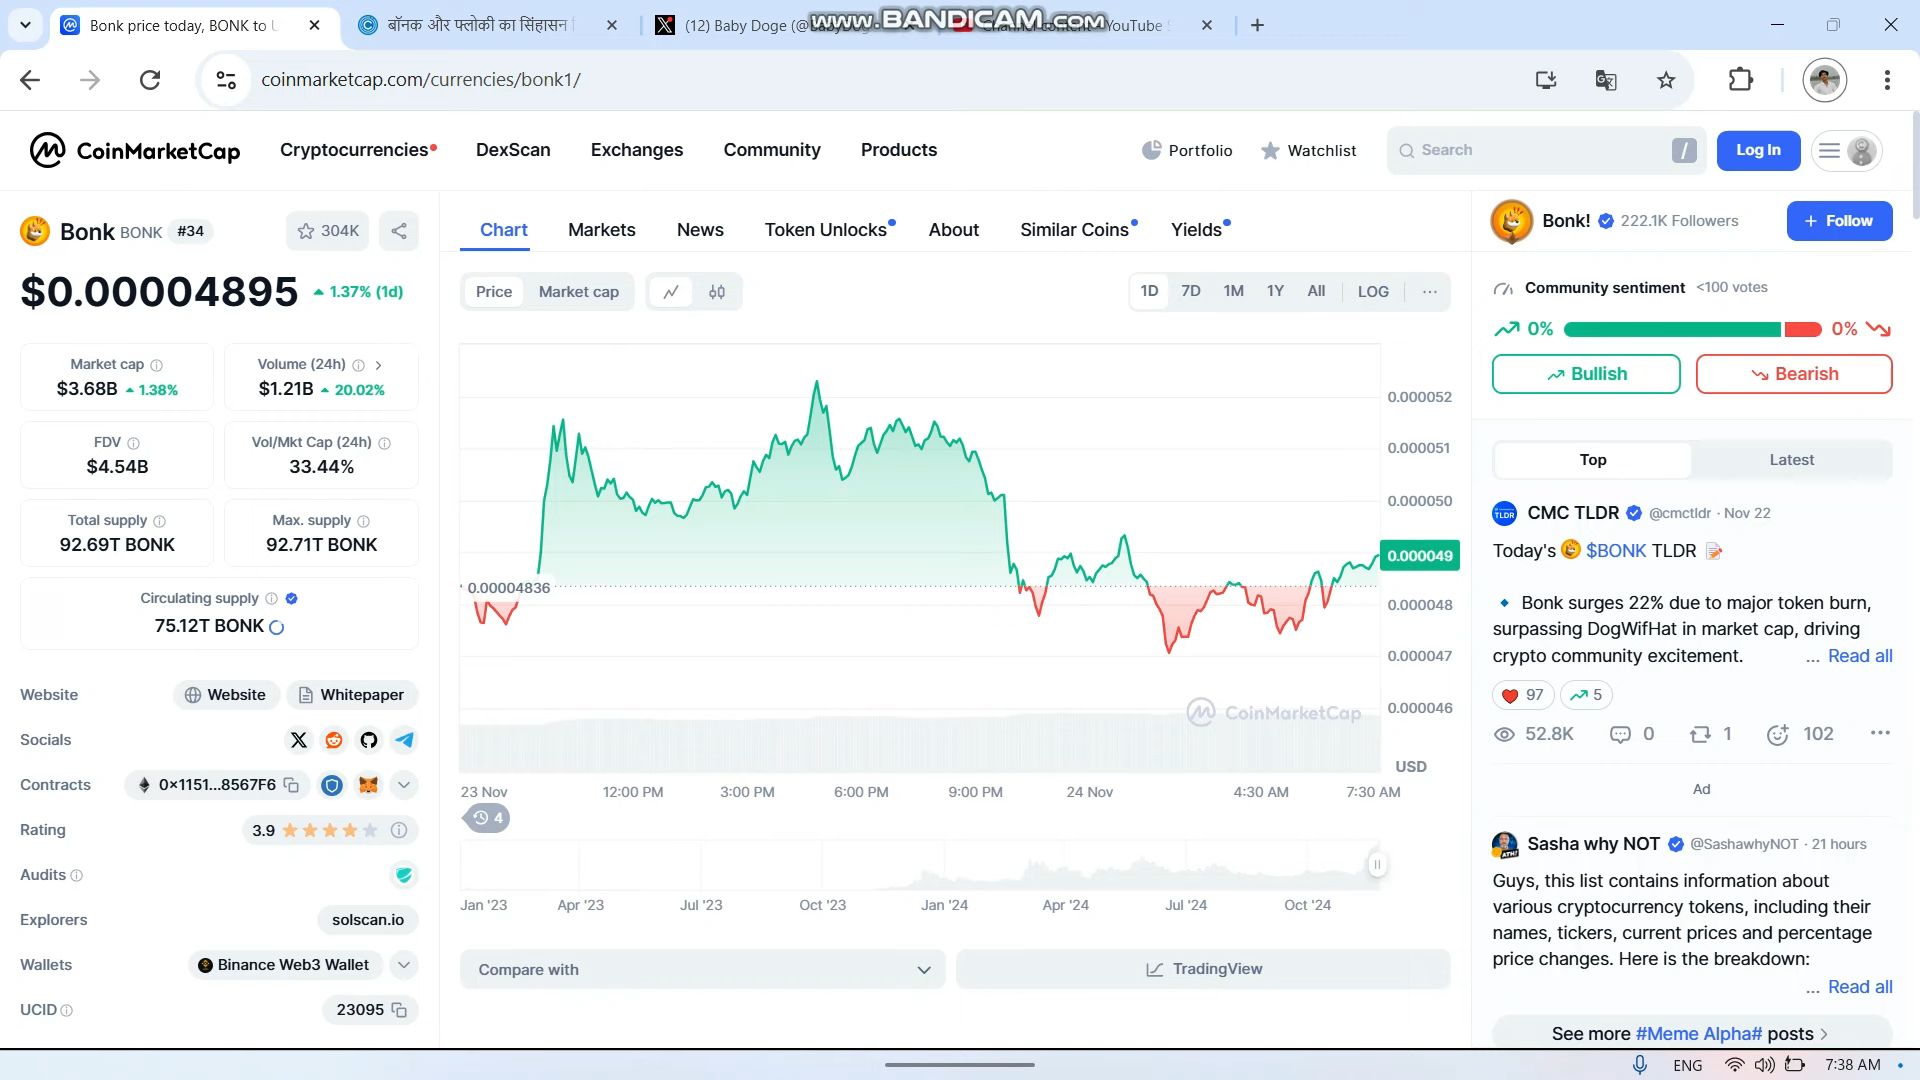 Bonk price today, BONK to U
बॉनक और फ्लोकी का सिंहासन
(12) Baby Doge (@BabyDog
Channel content - YouTube S
www.BANDICAM.com
coinmarketcap.com/currencies/bonk1/
CoinMarketCap
Cryptocurrencies
DexScan
Exchanges
Community
Products
Portfolio
Watchlist
Search
/
Log In
Bonk BONK #34
304K
$0.00004895
1.37% (1d)
Market cap
$3.68B 1.38%
Volume (24h)
$1.21B 20.02%
FDV
$4.54B
Vol/Mkt Cap (24h)
33.44%
Total supply
92.69T BONK
Max. supply
92.71T BONK
Circulating supply
75.12T BONK
Website
Website
Whitepaper
Socials
Contracts
0x1151...8567F6
Rating
3.9
Audits
Explorers
solscan.io
Wallets
Binance Web3 Wallet
UCID
23095
Chart
Markets
News
Token Unlocks
About
Similar Coins
Yields
Price
Market cap
1D
7D
1M
1Y
All
LOG
0.000052
0.000051
0.000050
0.000049
0.000048
0.000047
0.000046
0.00004836
CoinMarketCap
USD
23 Nov
12:00 PM
3:00 PM
6:00 PM
9:00 PM
24 Nov
4:30 AM
7:30 AM
4
Jan '23
Apr '23
Jul '23
Oct '23
Jan '24
Apr '24
Jul '24
Oct '24
Compare with
TradingView
Bonk! 222.1K Followers
+ Follow
Community sentiment <100 votes
0%
0%
Bullish
Bearish
Top
Latest
TLDR
CMC TLDR @cmctldr · Nov 22
Today's $BONK TLDR
Bonk surges 22% due to major token burn,
surpassing DogWifHat in market cap, driving
crypto community excitement. ... Read all
97
5
52.8K
0
1
102
Ad
Sasha why NOT @SashawhyNOT · 21 hours
Guys, this list contains information about
various cryptocurrency tokens, including their
names, tickers, current prices and percentage
price changes. Here is the breakdown:
... Read all
See more #Meme Alpha# posts >
ENG
7:38 AM